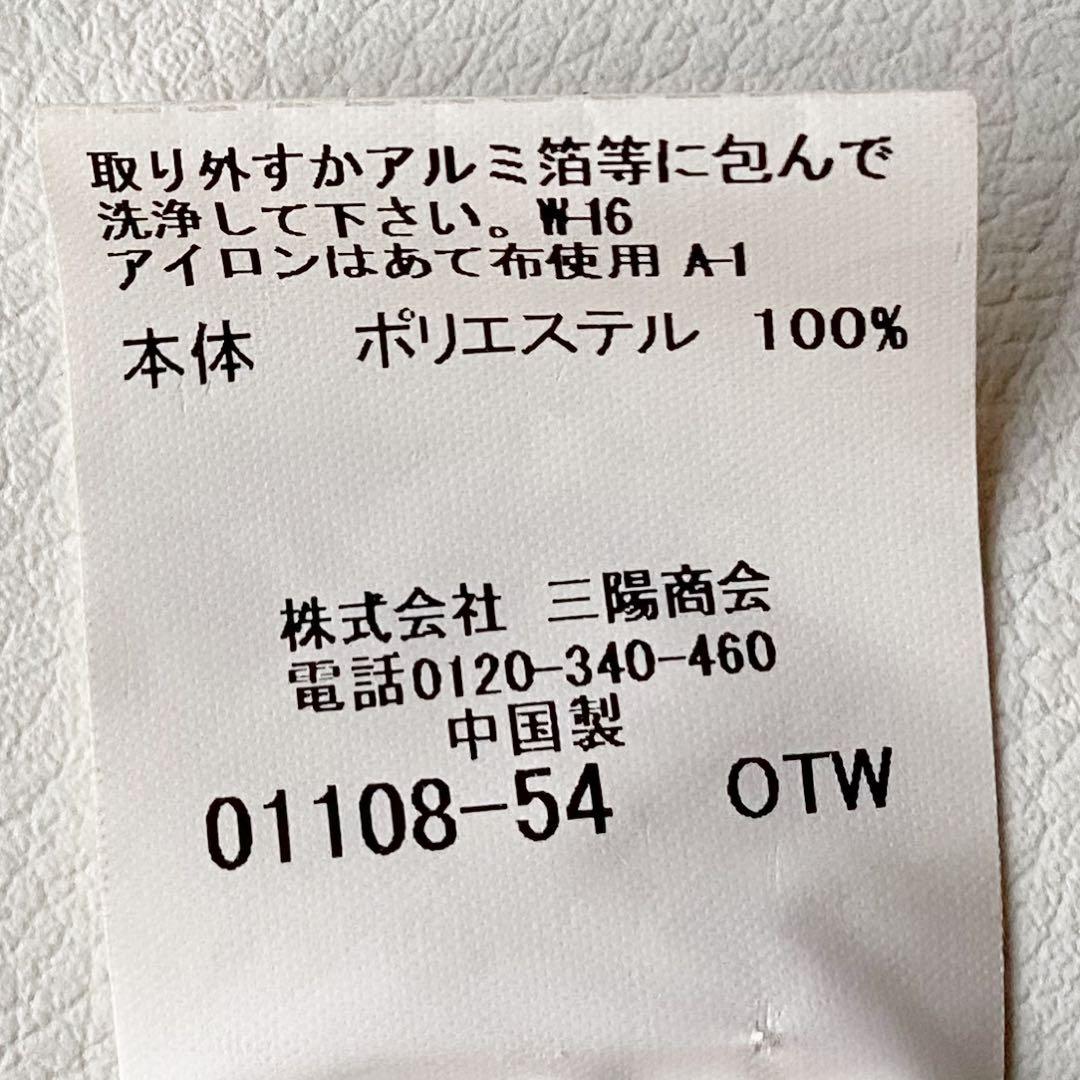 取り外すかアルミ箔等に包んで
洗浄して下さい。W-16
アイロンはあて布使用 A-1
本体 ポリエステル 100%
株式会社 三陽商会
電話0120-340-460
中国製
01108-54 OTW